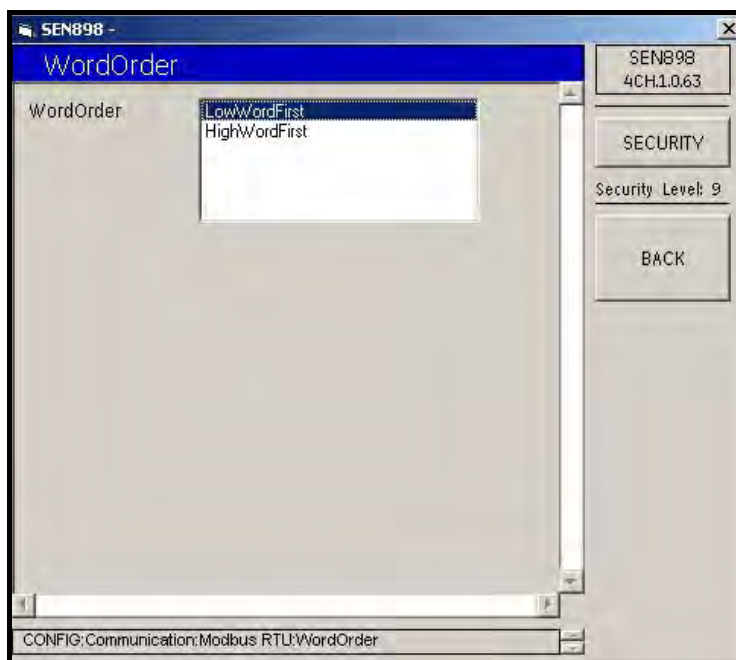 SEN898 -
WordOrder
SEN898
4CH.1.0.63
WordOrder
LowWordFirst
HighWordFirst
SECURITY
Security Level: 9
BACK
CONFIG:Communication:Modbus RTU:WordOrder